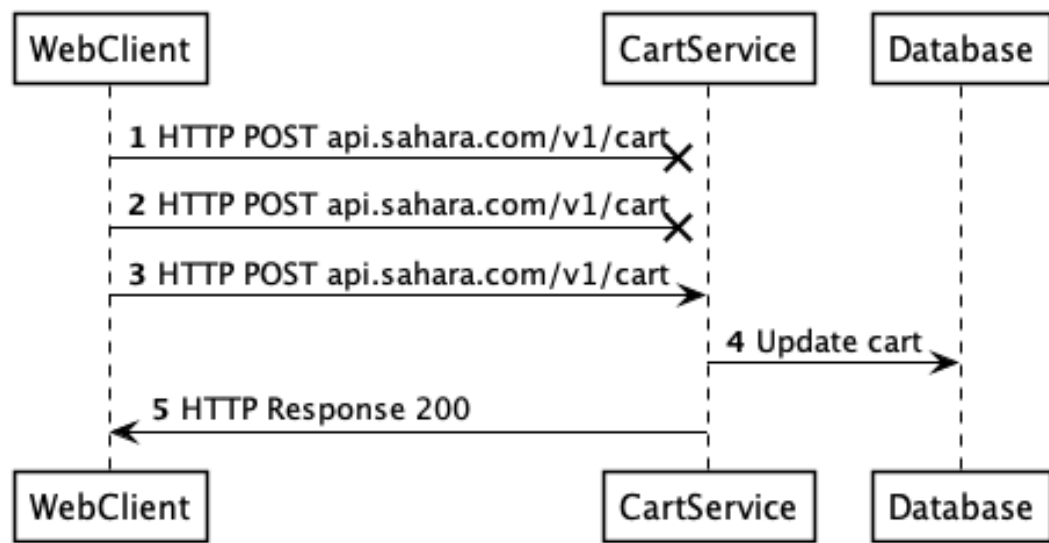 WebClient
CartService
Database
1 HTTP POST api.sahara.com/v1/cart
2 HTTP POST api.sahara.com/v1/cart
3 HTTP POST api.sahara.com/v1/cart
4 Update cart
5 HTTP Response 200
WebClient
CartService
Database